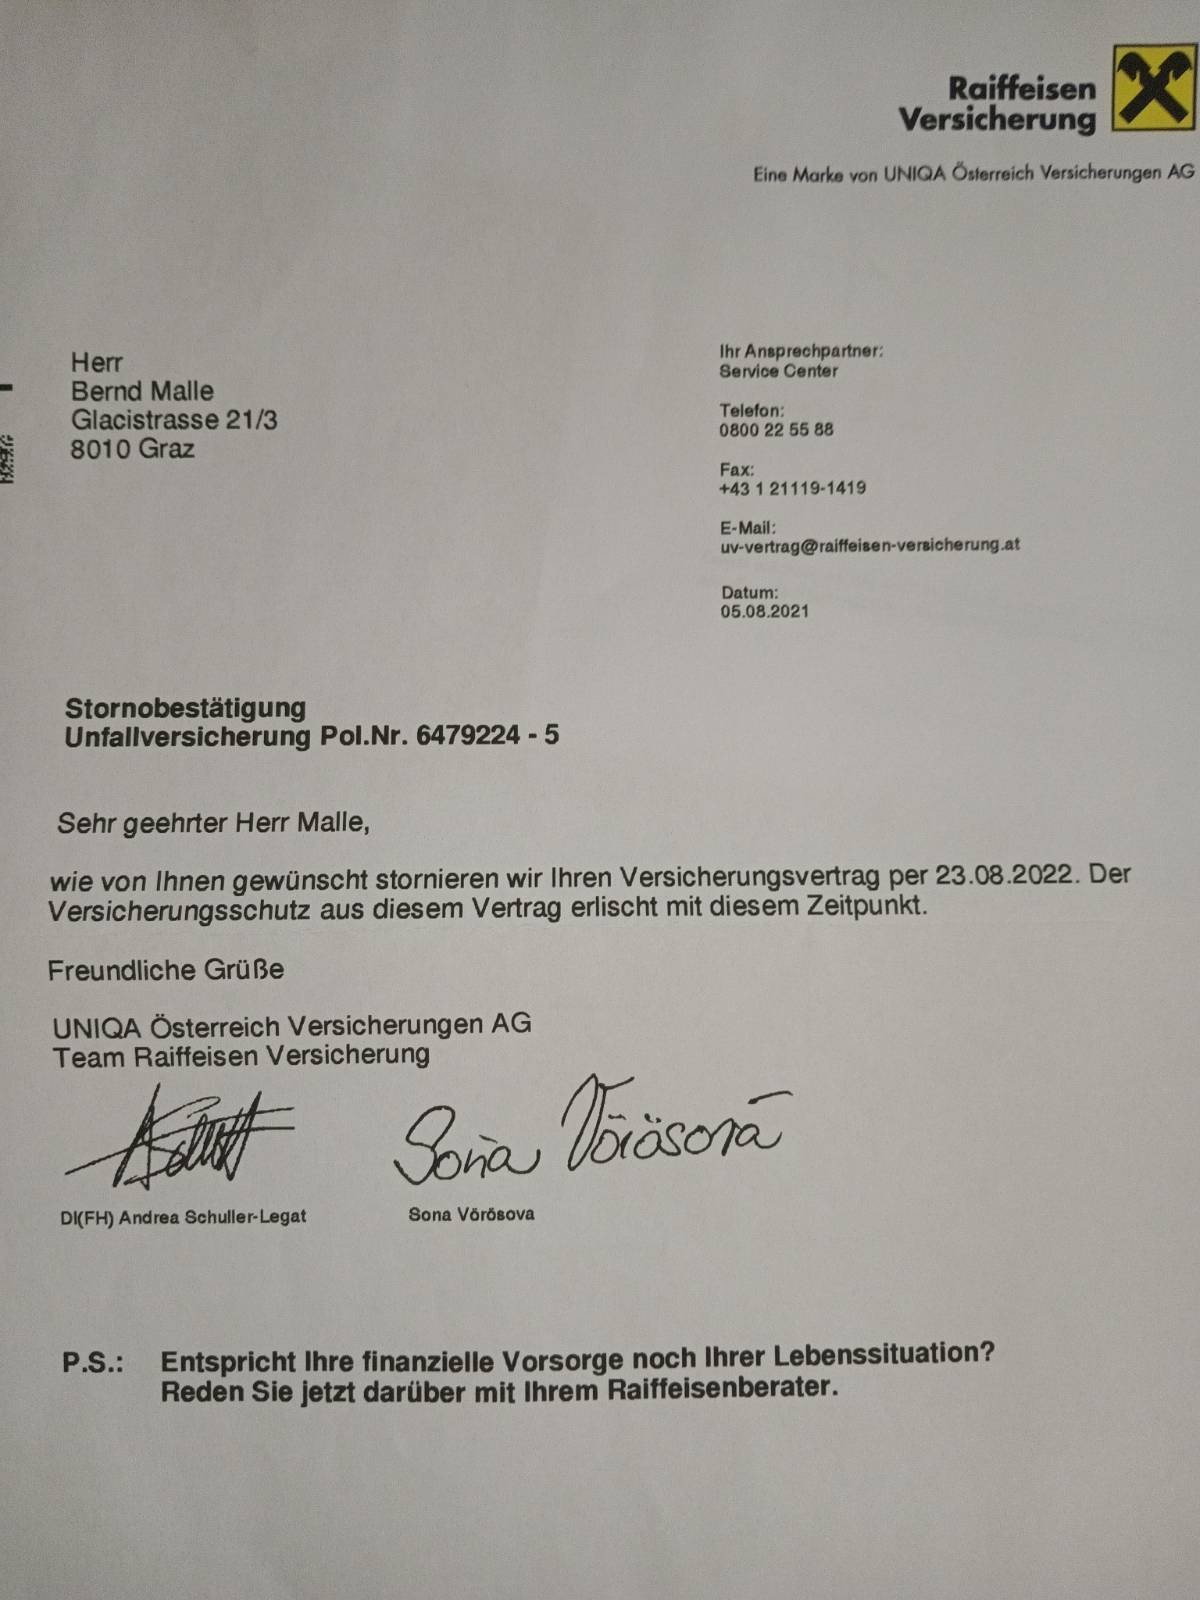 Raiffeisen
Versicherung
Eine Marke von UNIQA Österreich Versicherungen AG
Herr
Bernd Malle
Glacistrasse 21/3
8010 Graz
Ihr Ansprechpartner:
Service Center
Telefon:
0800 22 55 88
Fax:
+43 1 21119-1419
E-Mail:
uv-vertrag@raiffeisen-versicherung.at
Datum:
05.08.2021
Stornobestätigung
Unfallversicherung Pol.Nr. 6479224 - 5
Sehr geehrter Herr Malle,
wie von Ihnen gewünscht stornieren wir Ihren Versicherungsvertrag per 23.08.2022. Der
Versicherungsschutz aus diesem Vertrag erlischt mit diesem Zeitpunkt.
Freundliche Grüße
UNIQA Österreich Versicherungen AG
Team Raiffeisen Versicherung
Sona Vörösová
DI(FH) Andrea Schuller-Legat
Sona Vörösova
P.S.: Entspricht Ihre finanzielle Vorsorge noch Ihrer Lebenssituation?
Reden Sie jetzt darüber mit Ihrem Raiffeisenberater.